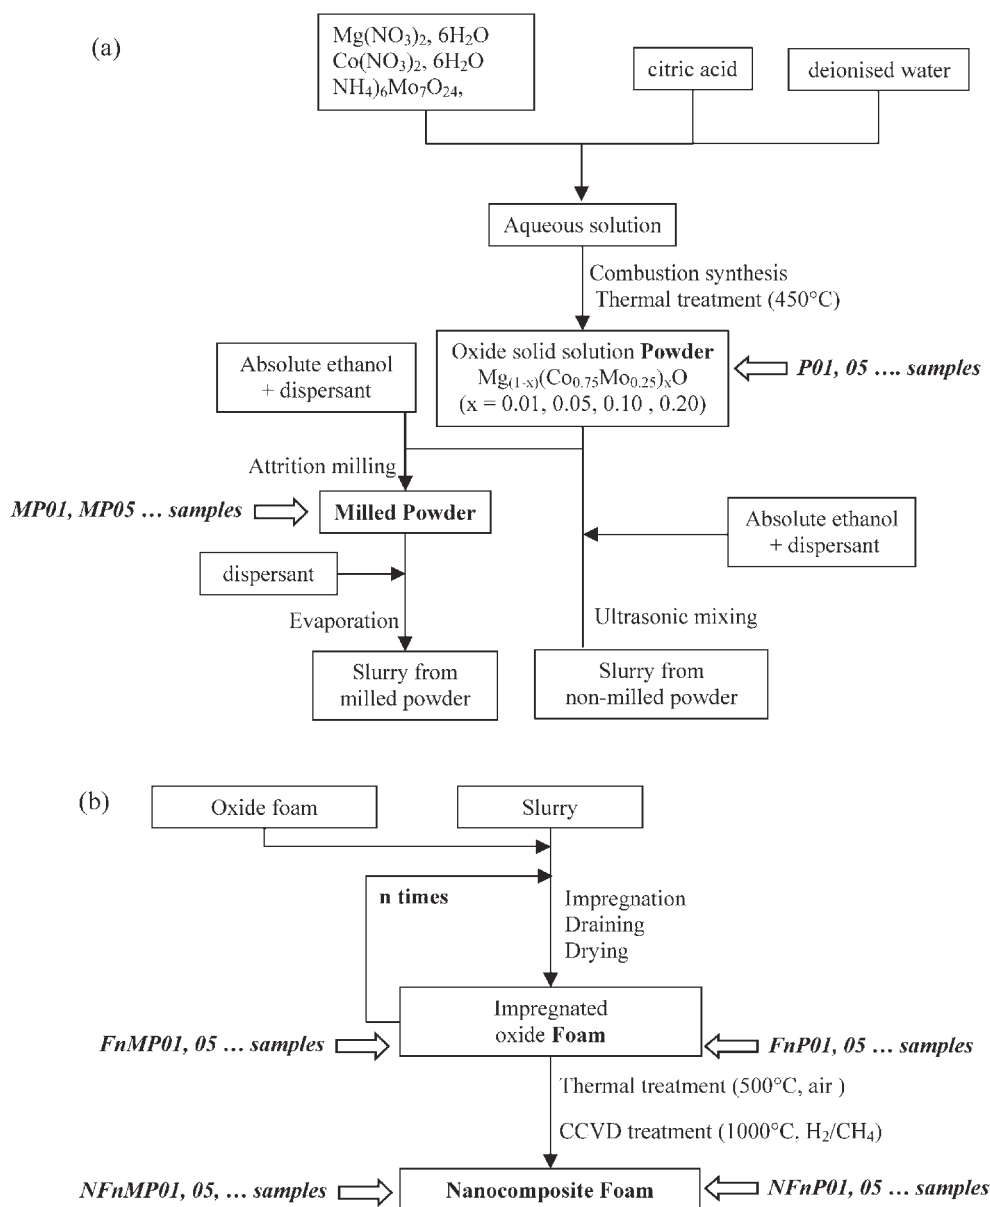 (a)
Mg(NO₃)₂, 6H₂O
Co(NO₃)₂, 6H₂O
NH₄)₆Mo₇O₂₄,
citric acid
deionised water
Aqueous solution
Combustion synthesis
Thermal treatment (450°C)
Absolute ethanol
+ dispersant
Oxide solid solution Powder
Mg₍₁₋ₓ₎(Co₀.₇₅Mo₀.₂₅)ₓO
(x = 0.01, 0.05, 0.10 , 0.20)
P01, 05 .... samples
Attrition milling
MP01, MP05 … samples
Milled Powder
Absolute ethanol
+ dispersant
dispersant
Evaporation
Ultrasonic mixing
Slurry from
milled powder
Slurry from
non-milled powder
(b)
Oxide foam
Slurry
n times
Impregnation
Draining
Drying
Impregnated
oxide Foam
FnMP01, 05 … samples
FnP01, 05 … samples
Thermal treatment (500°C, air )
CCVD treatment (1000°C, H₂/CH₄)
NFnMP01, 05, … samples
Nanocomposite Foam
NFnP01, 05 … samples